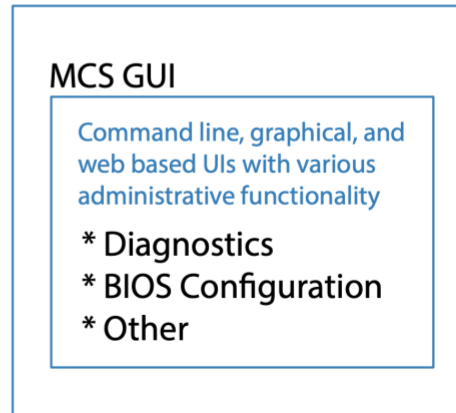 MCS GUI
Command line, graphical, and
web based UIs with various
administrative functionality
* Diagnostics
* BIOS Configuration
* Other